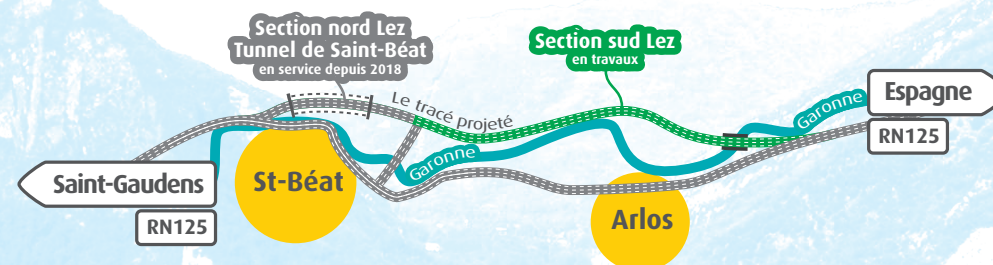 Section nord Lez
Tunnel de Saint-Béat
en service depuis 2018
Section sud Lez
en travaux
Le tracé projeté
Garonne
Espagne
RN125
Garonne
Saint-Gaudens
RN125
St-Béat
Arlos